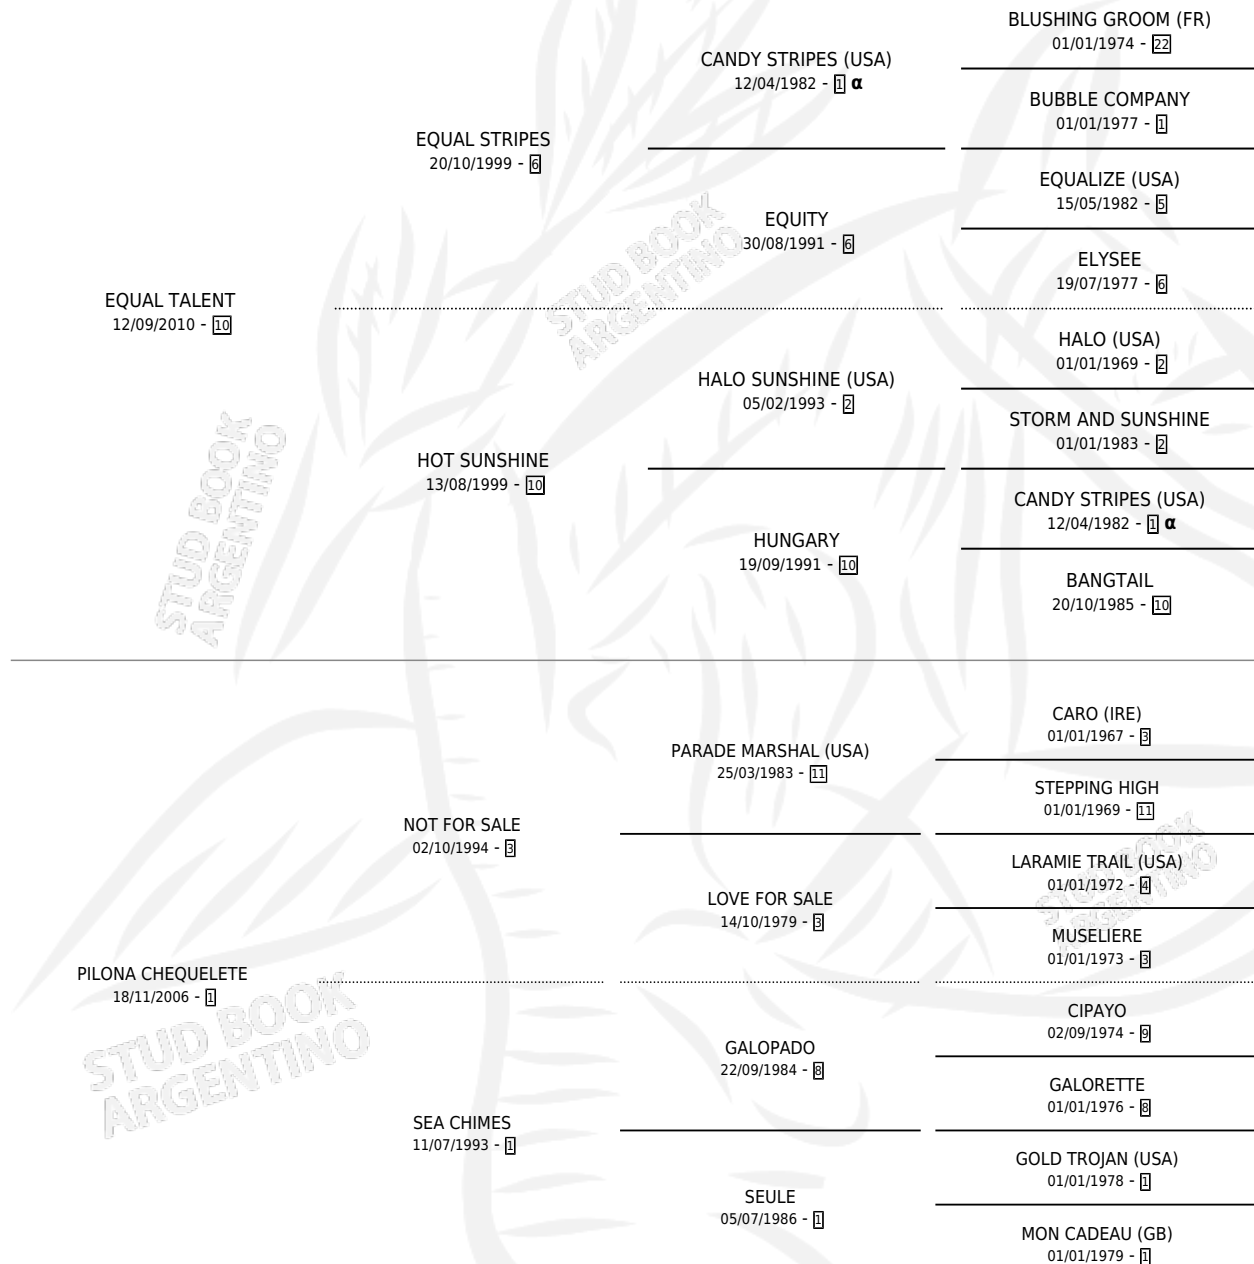 BLUSHING GROOM (FR)
01/01/1974 - 22
CANDY STRIPES (USA)
12/04/1982 - 1 α
BUBBLE COMPANY
01/01/1977 - 1
EQUAL STRIPES
20/10/1999 - 6
EQUALIZE (USA)
15/05/1982 - 5
EQUITY
30/08/1991 - 6
ELYSEE
19/07/1977 - 6
EQUAL TALENT
12/09/2010 - 10
HALO (USA)
01/01/1969 - 2
HALO SUNSHINE (USA)
05/02/1993 - 2
STORM AND SUNSHINE
01/01/1983 - 2
HOT SUNSHINE
13/08/1999 - 10
CANDY STRIPES (USA)
12/04/1982 - 1 α
HUNGARY
19/09/1991 - 10
BANGTAIL
20/10/1985 - 10
CARO (IRE)
01/01/1967 - 3
PARADE MARSHAL (USA)
25/03/1983 - 11
STEPPING HIGH
01/01/1969 - 11
NOT FOR SALE
02/10/1994 - 3
LARAMIE TRAIL (USA)
01/01/1972 - 4
LOVE FOR SALE
14/10/1979 - 3
MUSELIERE
01/01/1973 - 3
PILONA CHEQUELETE
18/11/2006 - 1
CIPAYO
02/09/1974 - 9
GALOPADO
22/09/1984 - 8
GALORETTE
01/01/1976 - 8
SEA CHIMES
11/07/1993 - 1
GOLD TROJAN (USA)
01/01/1978 - 1
SEULE
05/07/1986 - 1
MON CADEAU (GB)
01/01/1979 - 1
STUD BOOK
ARGENTINO
STUD BOOK
ARGENTINO
STUD BOOK
ARGENTINO
STUD BOOK
ARGENTINO